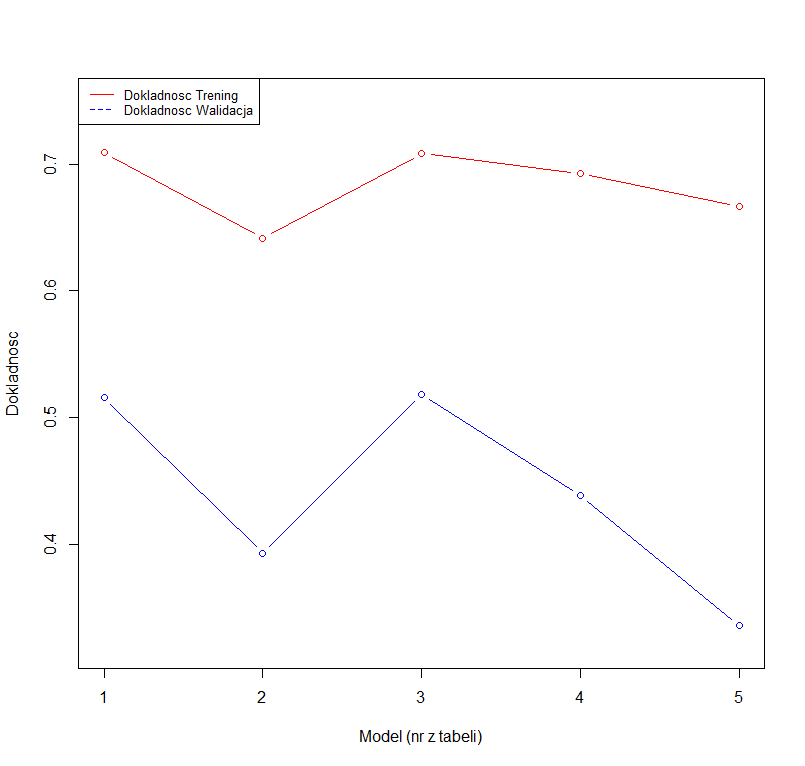 Dokladnosc Trening
Dokladnosc Walidacja
Dokladnosc
0.7
0.6
0.5
0.4
1 2 3 4 5
Model (nr z tabeli)